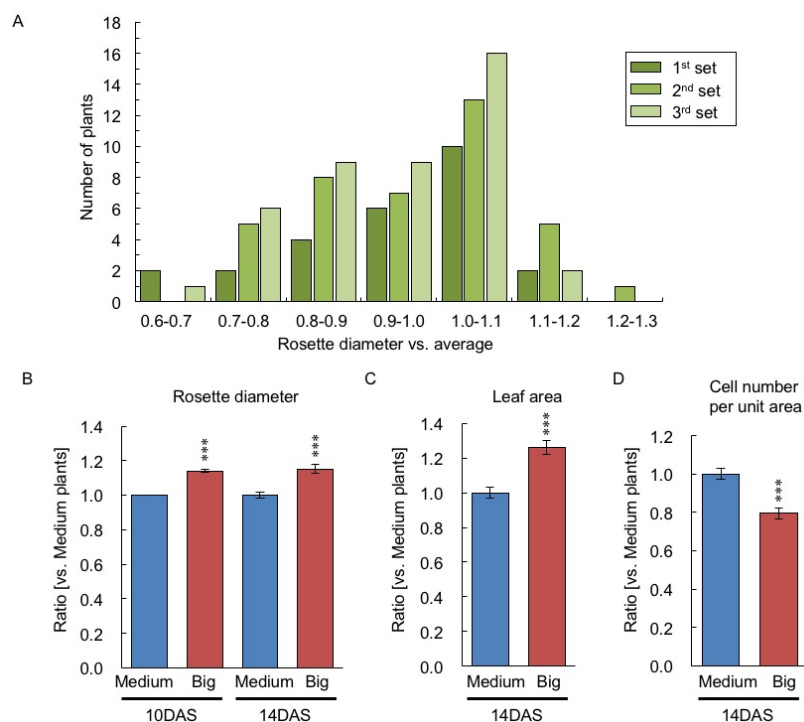 A
18
16
14
12
10
8
6
4
2
0
Number of plants
1st set
2nd set
3rd set
0.6-0.7 0.7-0.8 0.8-0.9 0.9-1.0 1.0-1.1 1.1-1.2 1.2-1.3
Rosette diameter vs. average
B
Rosette diameter
Ratio [vs. Medium plants]
1.4
1.2
1.0
0.8
0.6
0.4
0.2
0.0
***
***
Medium Big Medium Big
10DAS 14DAS
C
Leaf area
Ratio [vs. Medium plants]
1.4
1.2
1.0
0.8
0.6
0.4
0.2
0.0
***
Medium Big
14DAS
D
Cell number
per unit area
Ratio [vs. Medium plants]
1.2
1.0
0.8
0.6
0.4
0.2
0.0
***
Medium Big
14DAS